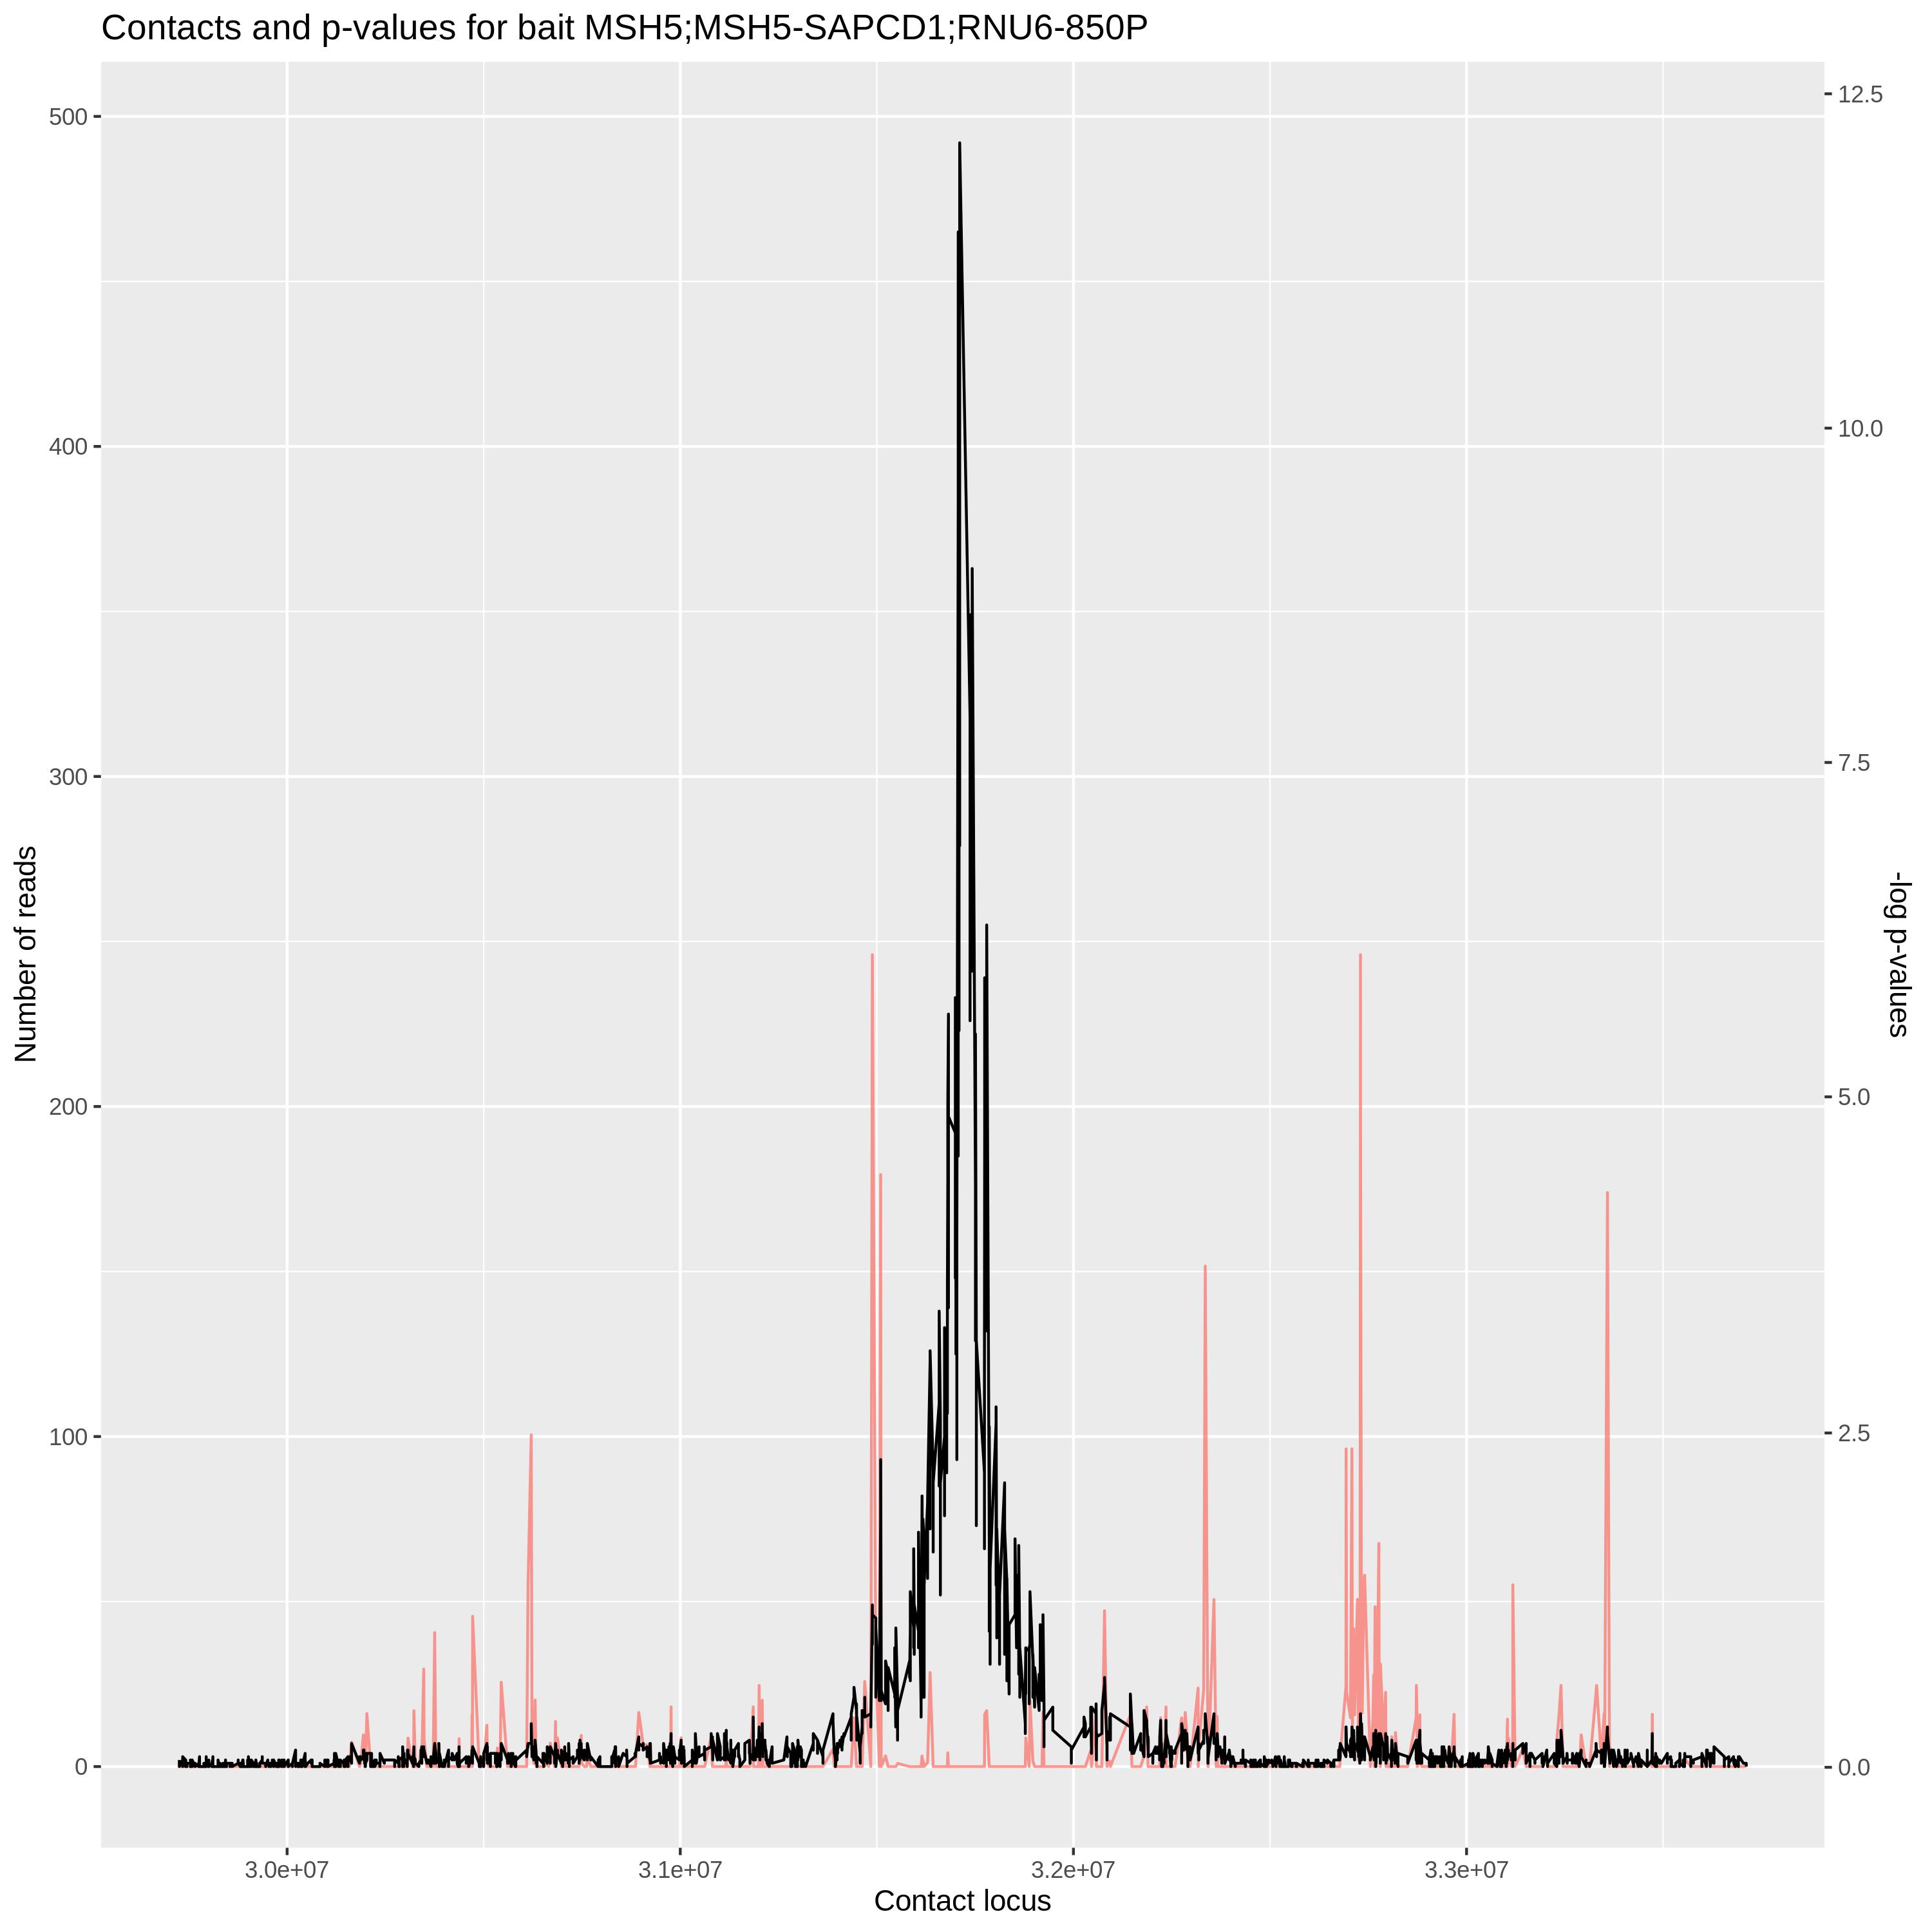 Contacts and p-values for bait MSH5;MSH5-SAPCD1;RNU6-850P
500
400
300
200
100
0
Number of reads
12.5
10.0
7.5
5.0
2.5
0.0
-log p-values
3.0e+07
3.1e+07
3.2e+07
3.3e+07
Contact locus